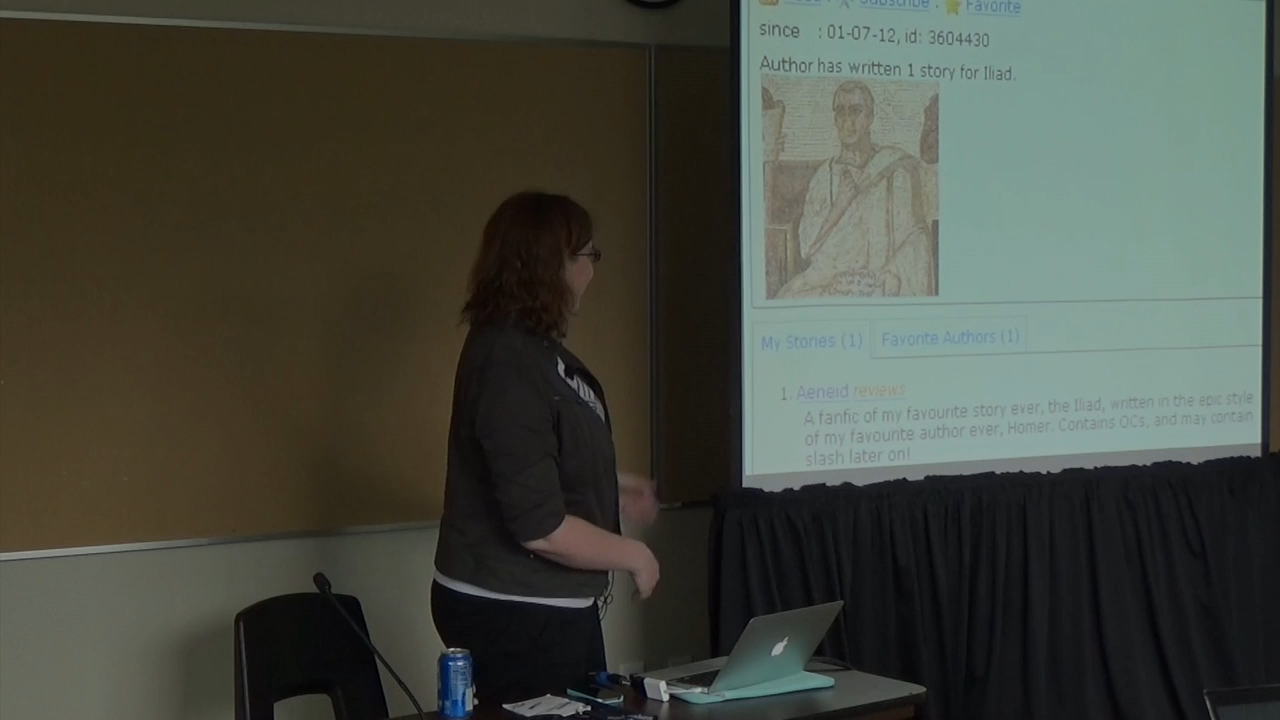 Subscribe . Favorite
since : 01-07-12, id: 3604430
Author has written 1 story for Iliad.
My Stories (1) Favorite Authors (1)
1. Aeneid reviews
A fanfic of my favourite story ever, the Iliad, written in the epic style
of my favourite author ever, Homer. Contains OCs, and may contain
slash later on!